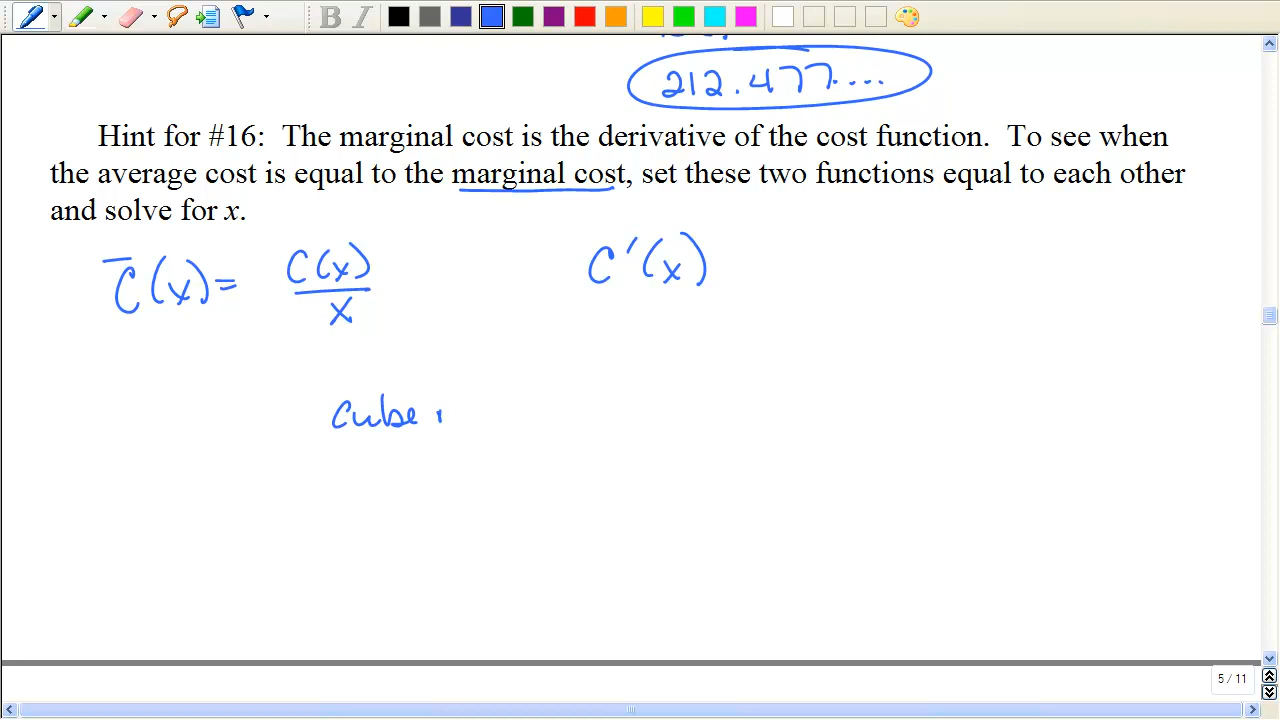 B I
212.477....
Hint for #16: The marginal cost is the derivative of the cost function. To see when
the average cost is equal to the marginal cost, set these two functions equal to each other
and solve for x.
C̅(x) = C(x)/x C'(x)
cube
5 / 11